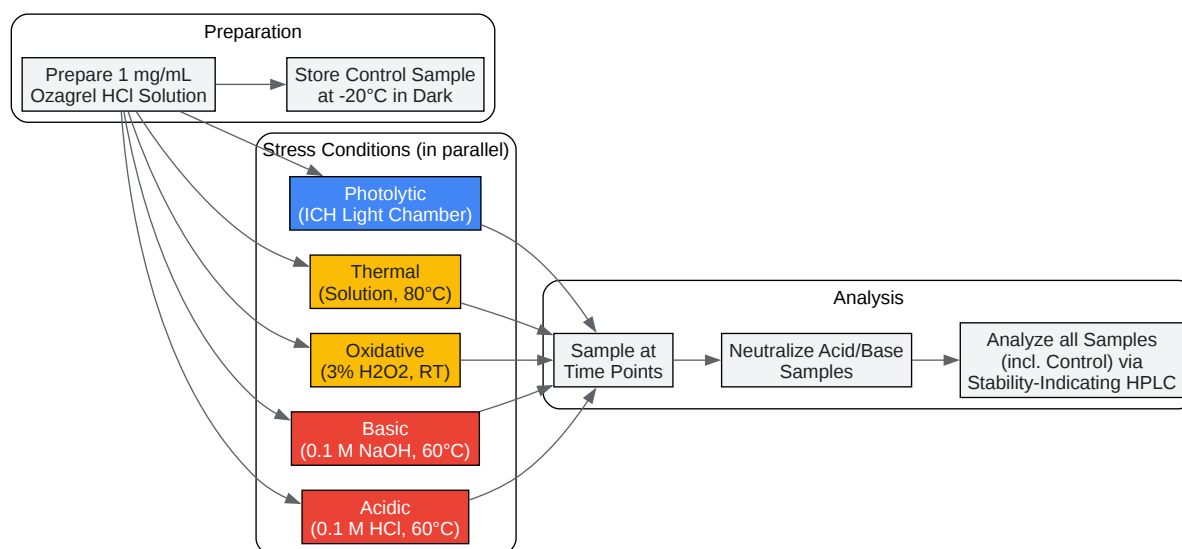 Preparation
Prepare 1 mg/mL
Ozagrel HCl Solution
Store Control Sample
at -20°C in Dark
Stress Conditions (in parallel)
Photolytic
(ICH Light Chamber)
Thermal
(Solution, 80°C)
Oxidative
(3% H2O2, RT)
Basic
(0.1 M NaOH, 60°C)
Acidic
(0.1 M HCl, 60°C)
Analysis
Sample at
Time Points
Neutralize Acid/Base
Samples
Analyze all Samples
(incl. Control) via
Stability-Indicating HPLC